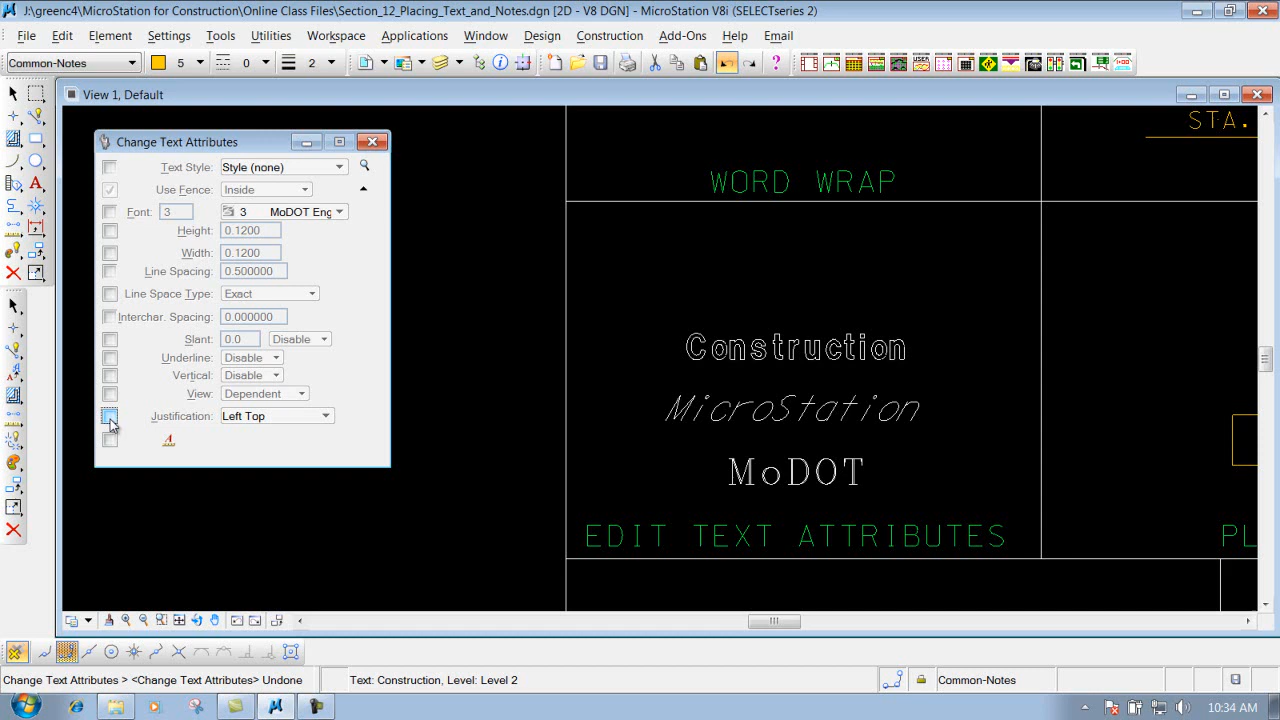 J:\greenc4\MicroStation for Construction\Online Class Files\Section_12_Placing_Text_and_Notes.dgn [2D - V8 DGN] - MicroStation V8i (SELECTseries 2)
File Edit Element Settings Tools Utilities Workspace Applications Window Design Construction Add-Ons Help Email
Common-Notes 5 0 2
View 1, Default
Change Text Attributes
Text Style: Style (none)
Use Fence: Inside
Font: 3 3 MoDOT Eng
Height: 0.1200
Width: 0.1200
Line Spacing: 0.500000
Line Space Type: Exact
Interchar. Spacing: 0.000000
Slant: 0.0 Disable
Underline: Disable
Vertical: Disable
View: Dependent
Justification: Left Top
STA.
WORD WRAP
Construction
MicroStation
MoDOT
EDIT TEXT ATTRIBUTES
PL
Change Text Attributes > <Change Text Attributes> Undone
Text: Construction, Level: Level 2
Common-Notes
10:34 AM